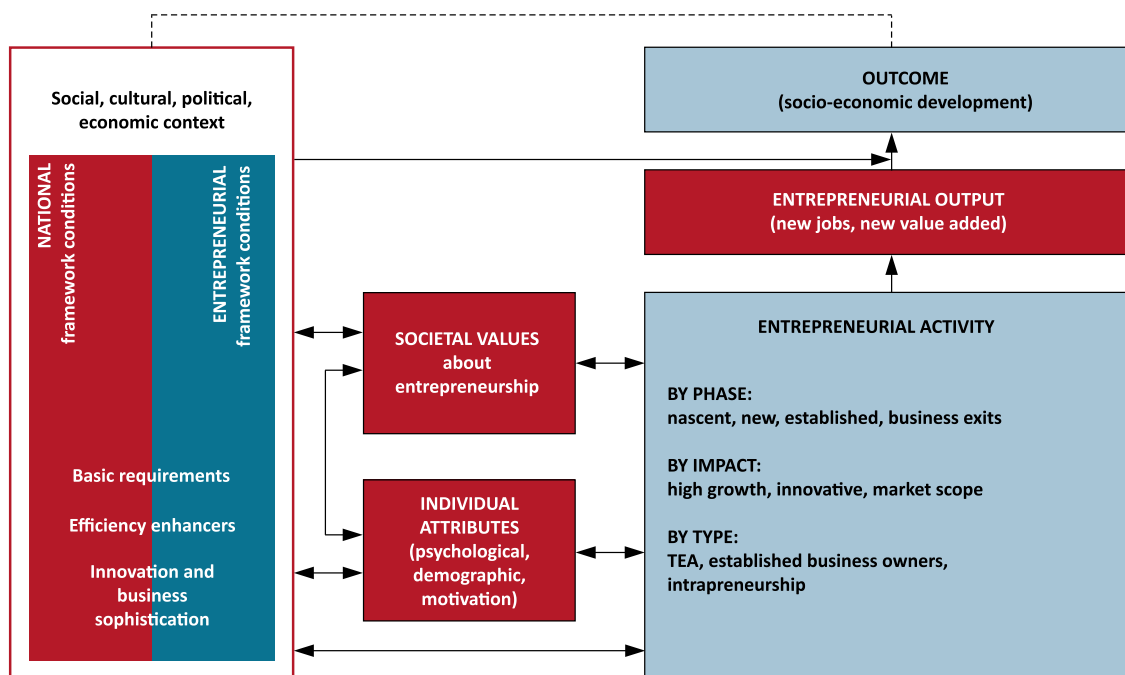 Social, cultural, political,
economic context
NATIONAL
framework conditions
ENTREPRENEURIAL
framework conditions
Basic requirements
Efficiency enhancers
Innovation and
business
sophistication
SOCIETAL VALUES
about
entrepreneurship
INDIVIDUAL
ATTRIBUTES
(psychological,
demographic,
motivation)
OUTCOME
(socio-economic development)
ENTREPRENEURIAL OUTPUT
(new jobs, new value added)
ENTREPRENEURIAL ACTIVITY
BY PHASE:
nascent, new, established, business exits
BY IMPACT:
high growth, innovative, market scope
BY TYPE:
TEA, established business owners,
intrapreneurship